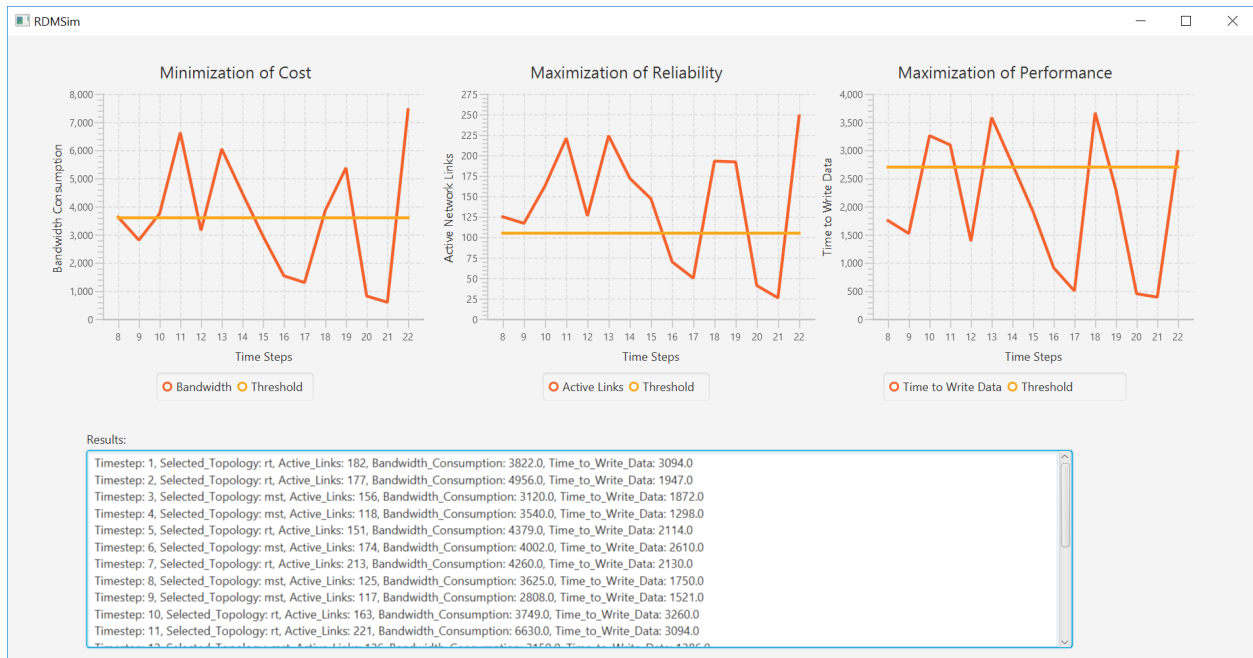 RDMSim
Minimization of Cost
Maximization of Reliability
Maximization of Performance
Bandwidth Consumption
8,000
7,000
6,000
5,000
4,000
3,000
2,000
1,000
0
8 9 10 11 12 13 14 15 16 17 18 19 20 21 22
Time Steps
Bandwidth Threshold
Active Network Links
275
250
225
200
175
150
125
100
75
50
25
0
8 9 10 11 12 13 14 15 16 17 18 19 20 21 22
Time Steps
Active Links Threshold
Time to Write Data
4,000
3,500
3,000
2,500
2,000
1,500
1,000
500
0
8 9 10 11 12 13 14 15 16 17 18 19 20 21 22
Time Steps
Time to Write Data Threshold
Results:
Timestep: 1, Selected_Topology: rt, Active_Links: 182, Bandwidth_Consumption: 3822.0, Time_to_Write_Data: 3094.0
Timestep: 2, Selected_Topology: rt, Active_Links: 177, Bandwidth_Consumption: 4956.0, Time_to_Write_Data: 1947.0
Timestep: 3, Selected_Topology: mst, Active_Links: 156, Bandwidth_Consumption: 3120.0, Time_to_Write_Data: 1872.0
Timestep: 4, Selected_Topology: mst, Active_Links: 118, Bandwidth_Consumption: 3540.0, Time_to_Write_Data: 1298.0
Timestep: 5, Selected_Topology: rt, Active_Links: 151, Bandwidth_Consumption: 4379.0, Time_to_Write_Data: 2114.0
Timestep: 6, Selected_Topology: mst, Active_Links: 174, Bandwidth_Consumption: 4002.0, Time_to_Write_Data: 2610.0
Timestep: 7, Selected_Topology: rt, Active_Links: 213, Bandwidth_Consumption: 4260.0, Time_to_Write_Data: 2130.0
Timestep: 8, Selected_Topology: mst, Active_Links: 125, Bandwidth_Consumption: 3625.0, Time_to_Write_Data: 1750.0
Timestep: 9, Selected_Topology: mst, Active_Links: 117, Bandwidth_Consumption: 2808.0, Time_to_Write_Data: 1521.0
Timestep: 10, Selected_Topology: rt, Active_Links: 163, Bandwidth_Consumption: 3749.0, Time_to_Write_Data: 3260.0
Timestep: 11, Selected_Topology: rt, Active_Links: 221, Bandwidth_Consumption: 6630.0, Time_to_Write_Data: 3094.0